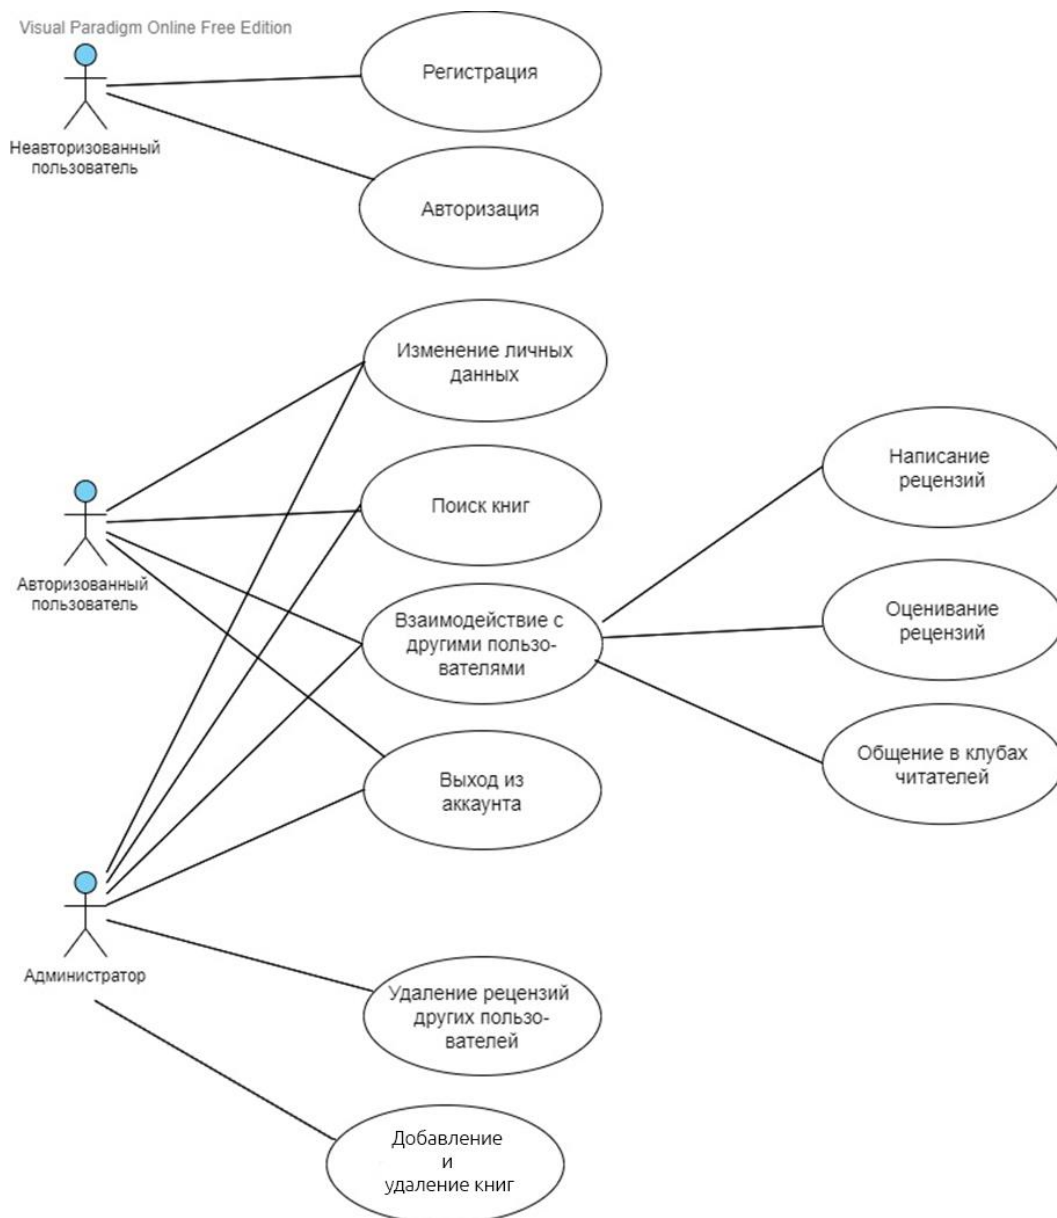 Visual Paradigm Online Free Edition
Регистрация
Неавторизованный
пользователь
Авторизация
Изменение личных
данных
Написание
рецензий
Поиск книг
Авторизованный
пользователь
Взаимодействие с
другими пользо-
вателями
Оценивание
рецензий
Общение в клубах
читателей
Выход из
аккаунта
Администратор
Удаление рецензий
других пользо-
вателей
Добавление
и
удаление книг